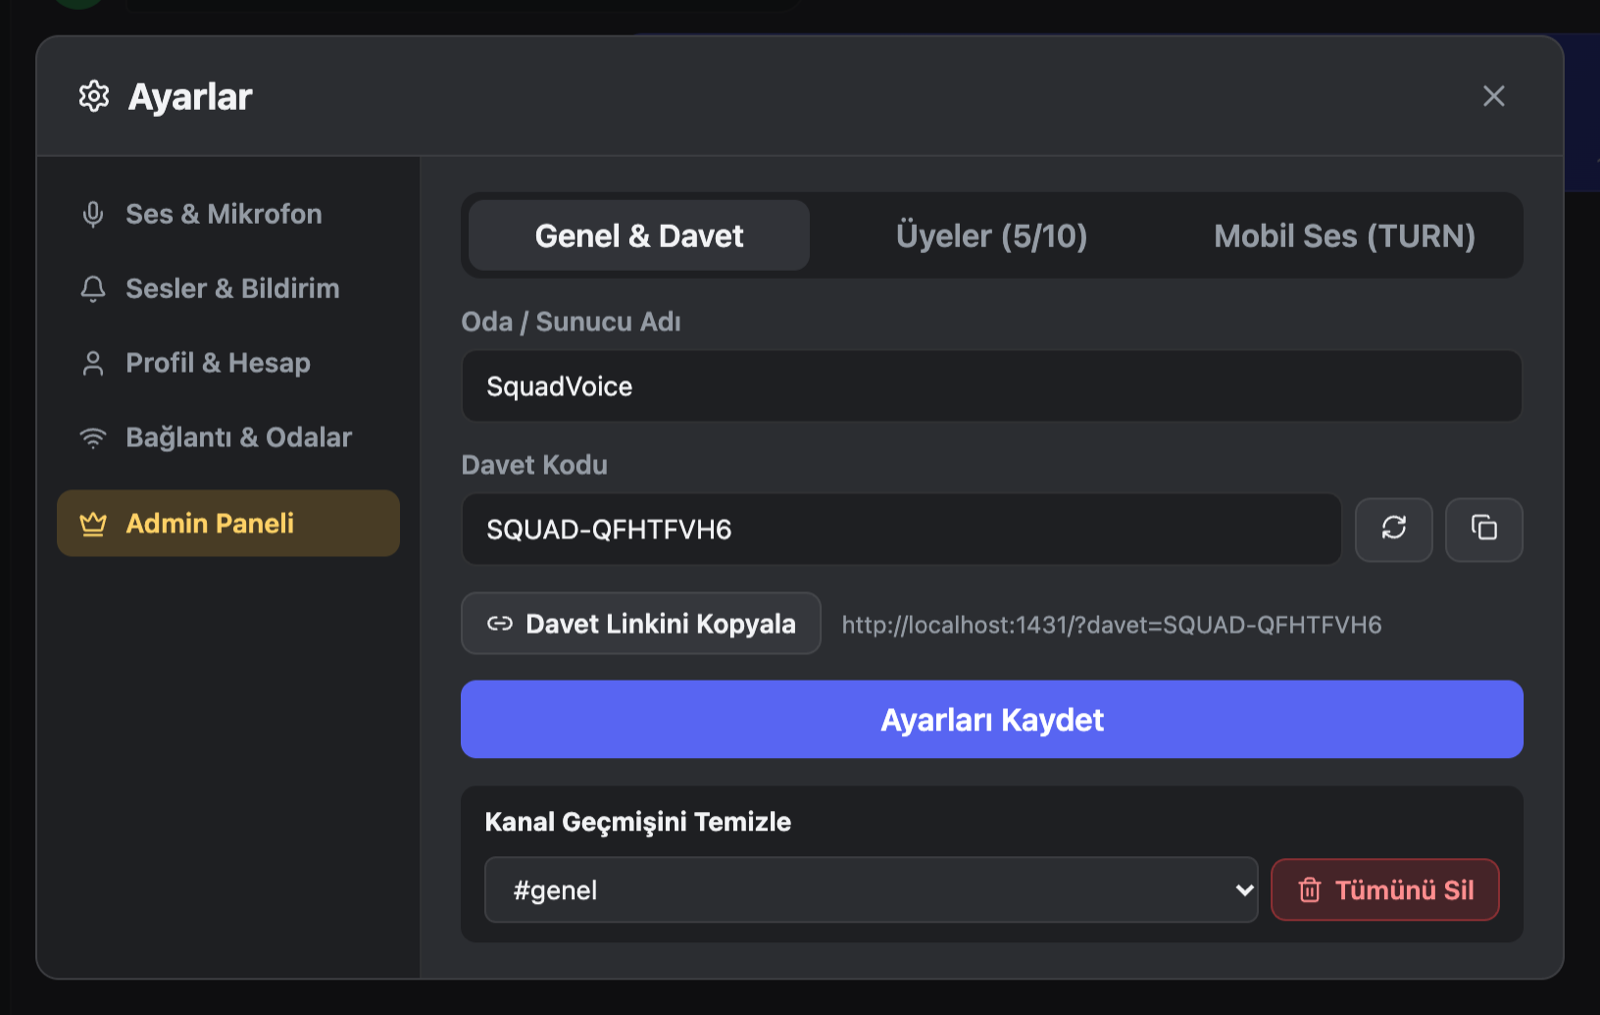 Ayarlar
Ses & Mikrofon
Sesler & Bildirim
Profil & Hesap
Bağlantı & Odalar
Admin Paneli
Genel & Davet
Üyeler (5/10)
Mobil Ses (TURN)
Oda / Sunucu Adı
SquadVoice
Davet Kodu
SQUAD-QFHTFVH6
Davet Linkini Kopyala
http://localhost:1431/?davet=SQUAD-QFHTFVH6
Ayarları Kaydet
Kanal Geçmişini Temizle
#genel
Tümünü Sil